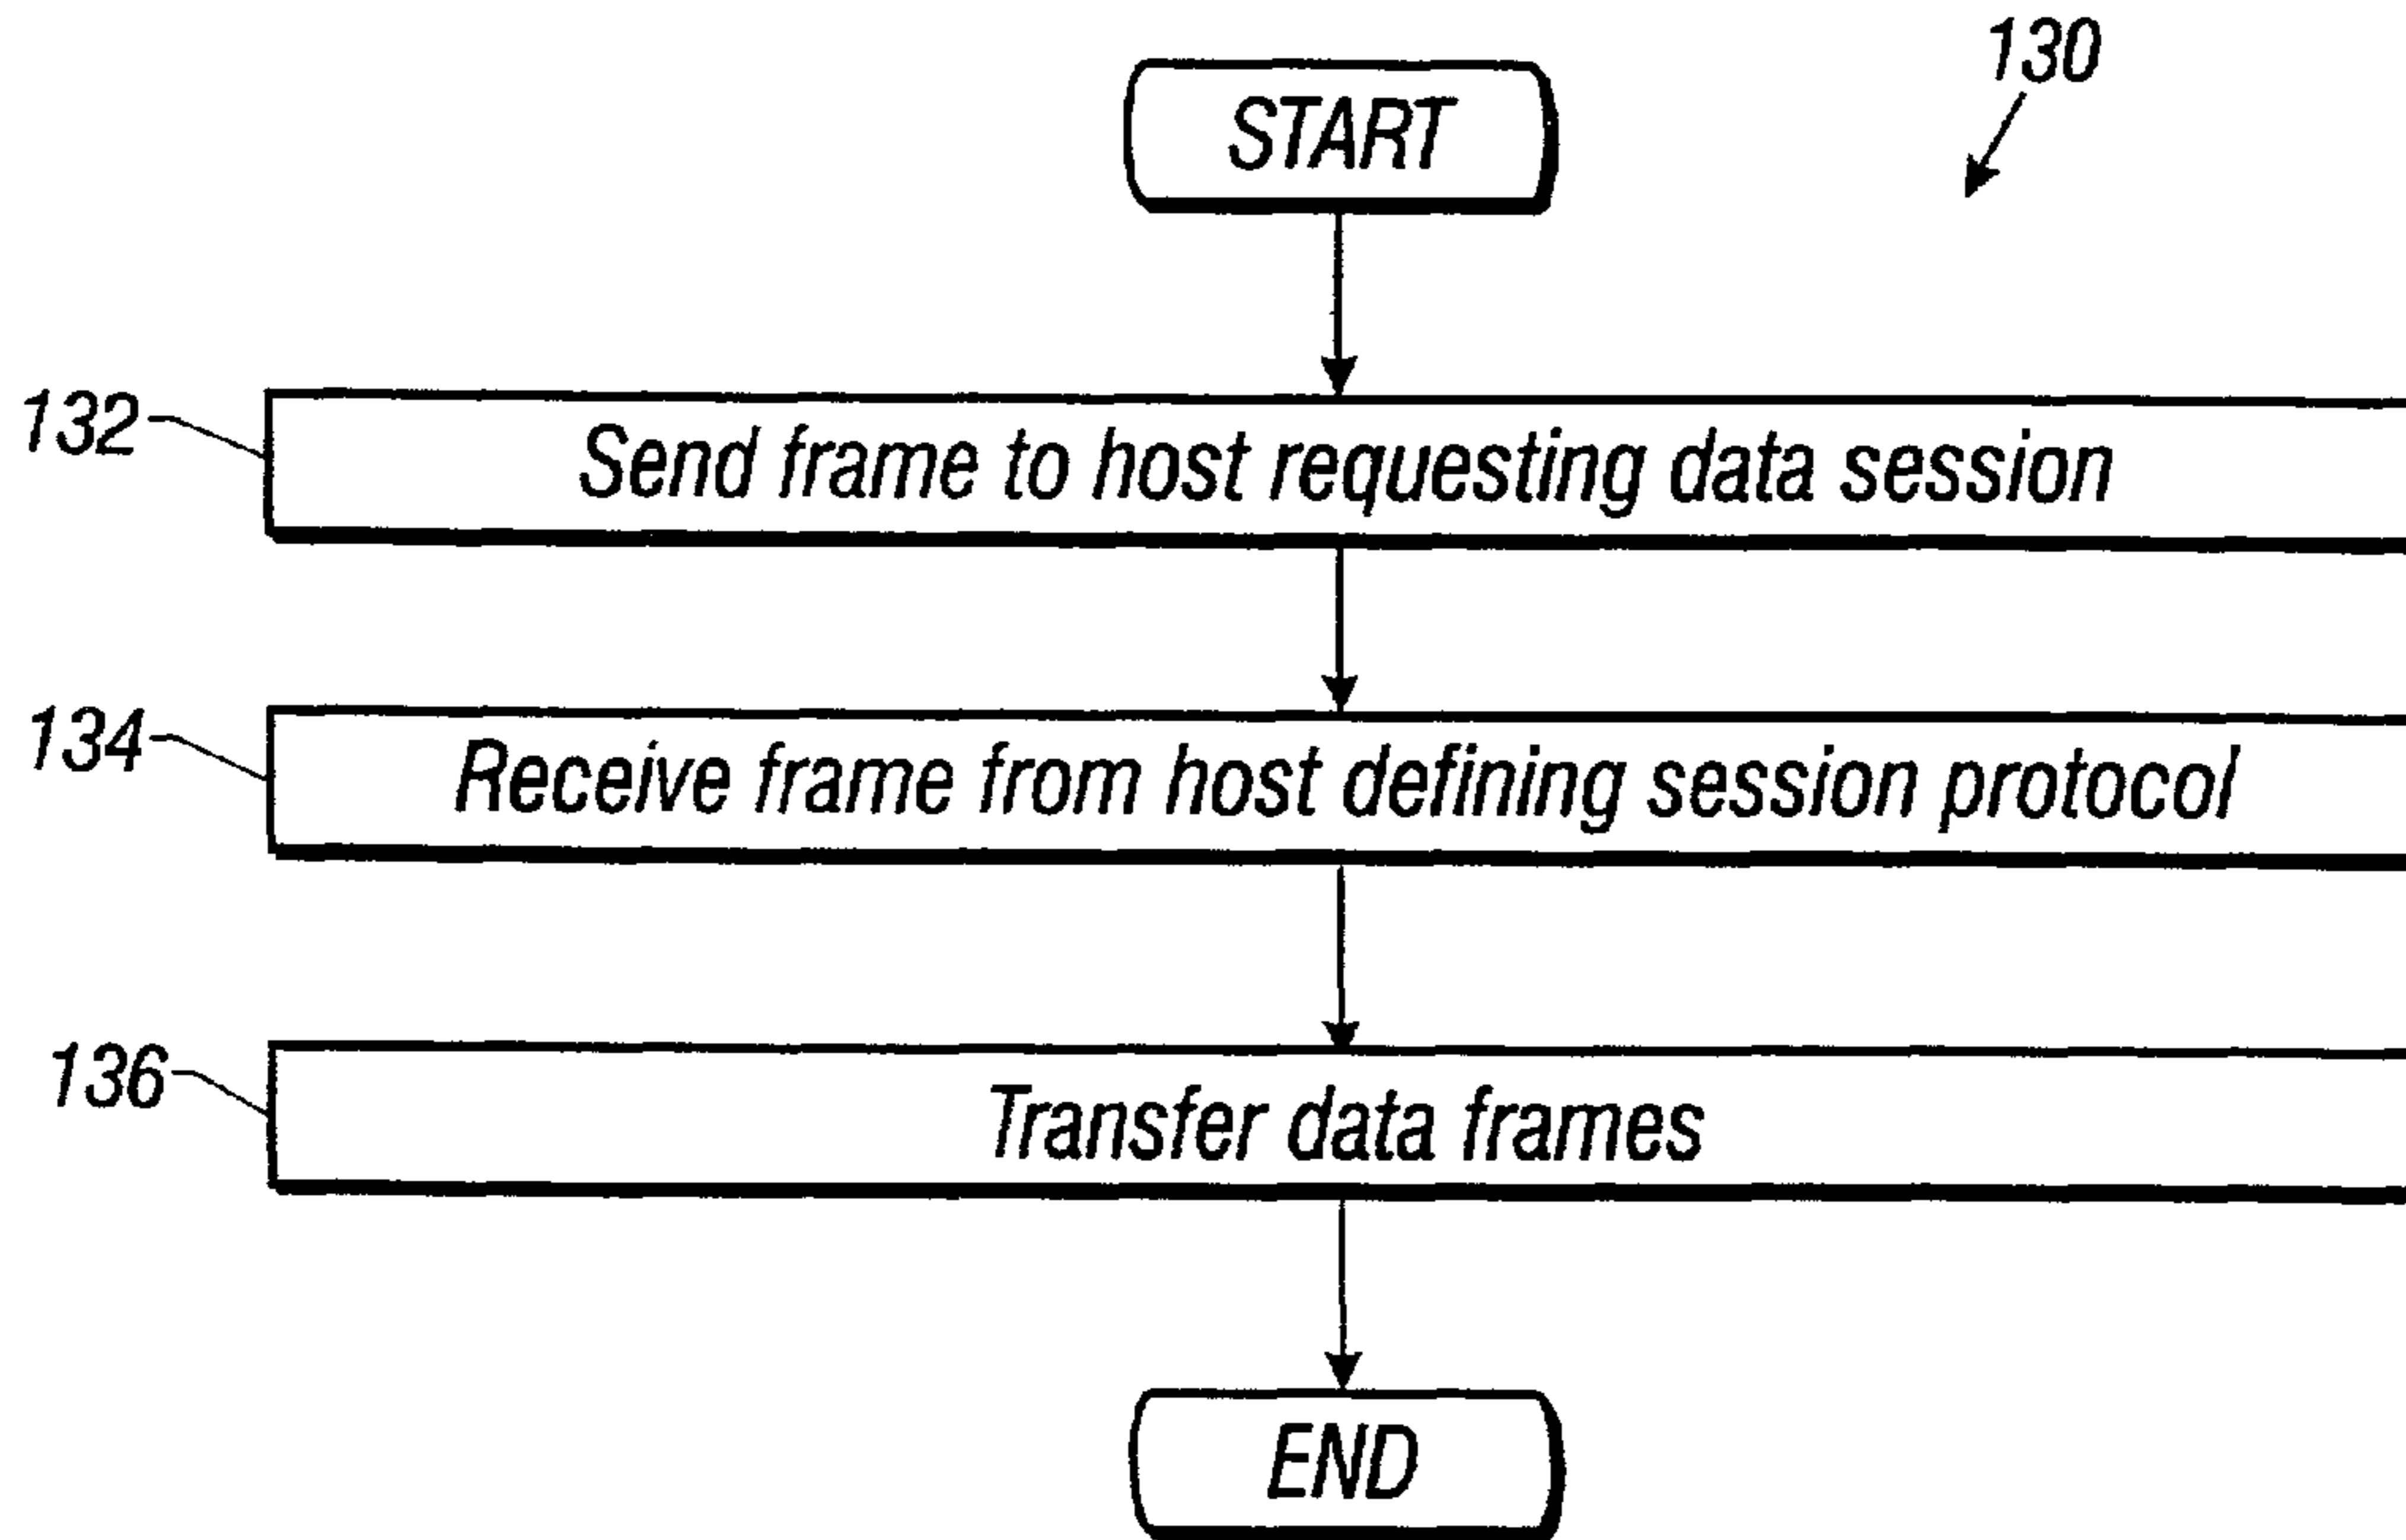 130
START
132
Send frame to host requesting data session
134
Receive frame from host defining session protocol
136
Transfer data frames
END